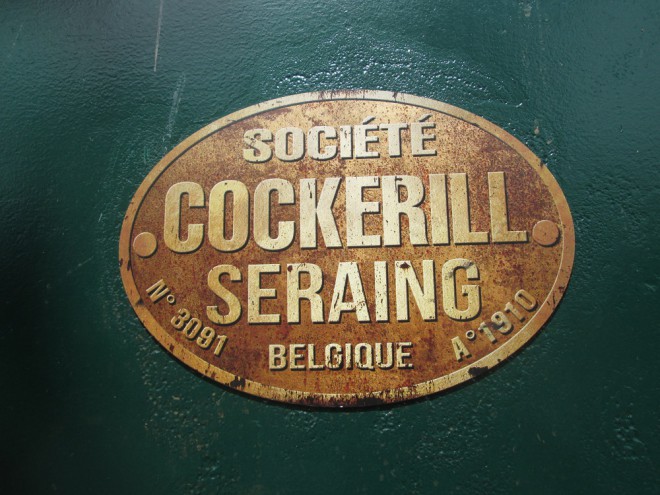 SOCIÉTÉ
COCKERILL
SERAING
N° 3091
BELGIQUE
A° 1910